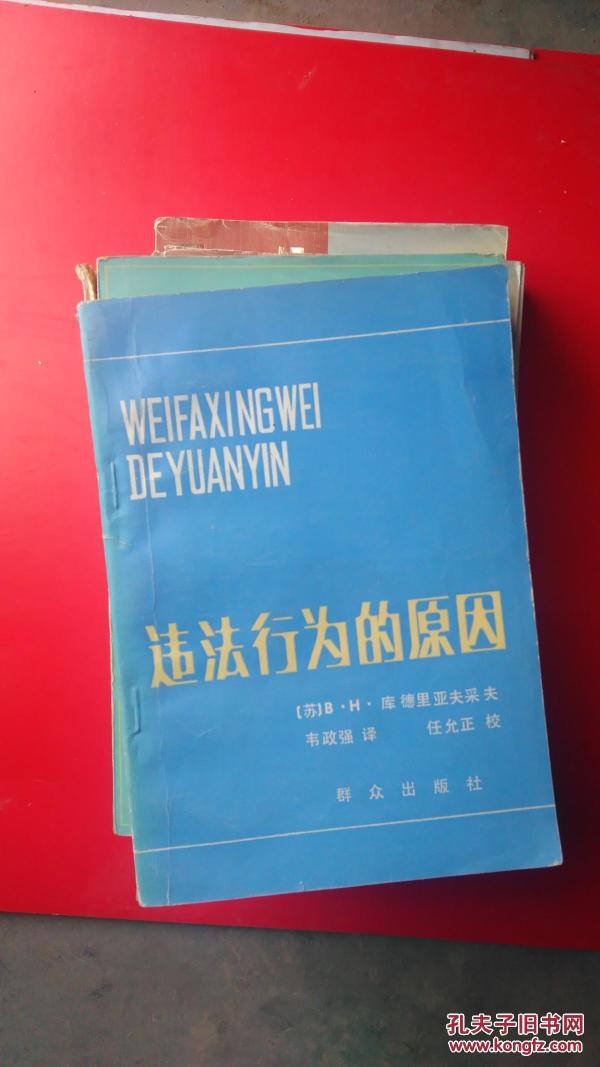 WEIFAXINGWEI
DEYUANYIN
违法行为的原因
〔苏〕B·H·库德里亚夫采夫
韦政强 译 任允正 校
群众出版社
孔夫子旧书网
www.kongfz.com